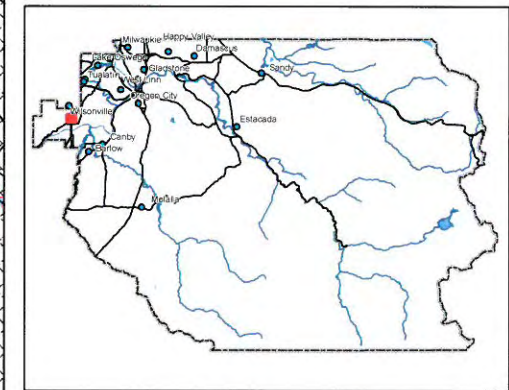 Milwaukie
Happy Valley
Damascus
Lake Oswego
Gladstone
Tualatin
West Linn
Sandy
Oregon City
Wilsonville
Estacada
Canby
Barlow
Molalla